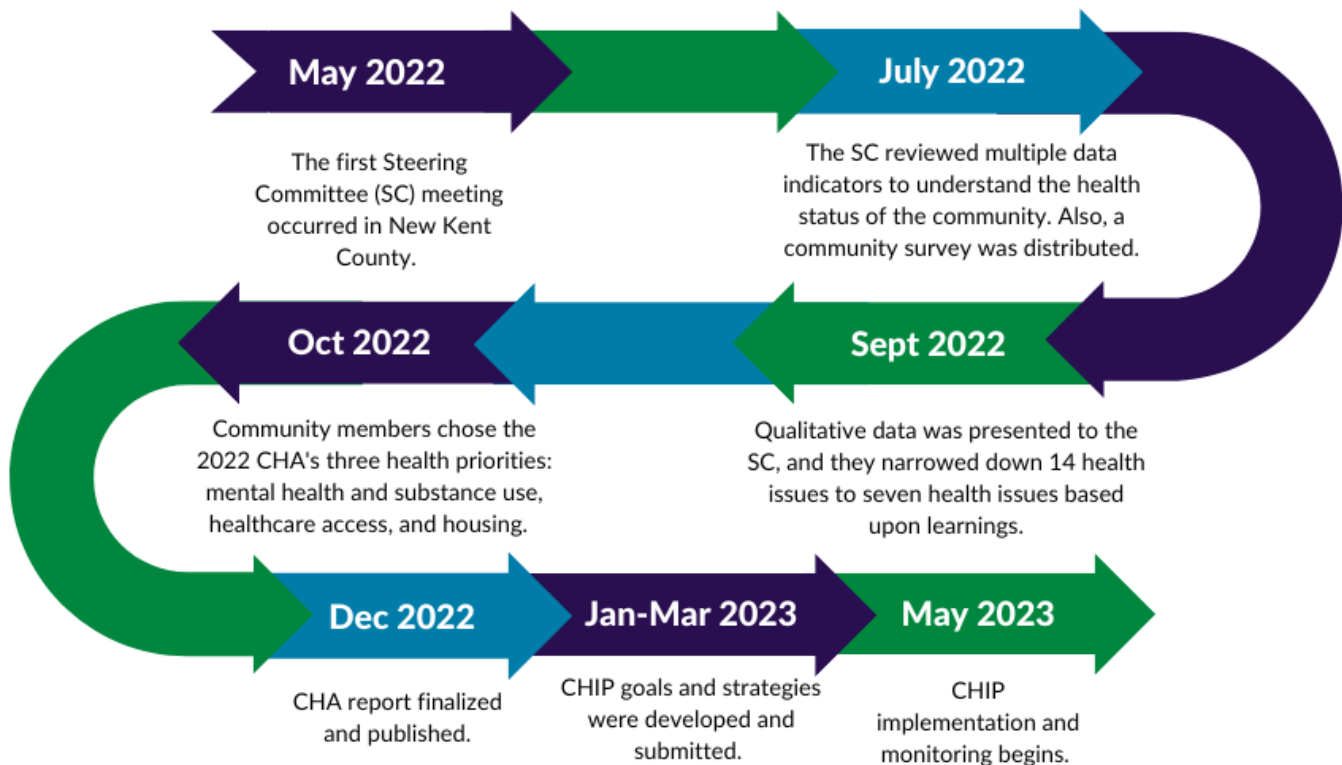 May 2022
The first Steering
Committee (SC) meeting
occurred in New Kent
County.
July 2022
The SC reviewed multiple data
indicators to understand the health
status of the community. Also, a
community survey was distributed.
Sept 2022
Qualitative data was presented to the
SC, and they narrowed down 14 health
issues to seven health issues based
upon learnings.
Oct 2022
Community members chose the
2022 CHA's three health priorities:
mental health and substance use,
healthcare access, and housing.
Dec 2022
CHA report finalized
and published.
Jan-Mar 2023
CHIP goals and strategies
were developed and
submitted.
May 2023
CHIP
implementation and
monitoring begins.